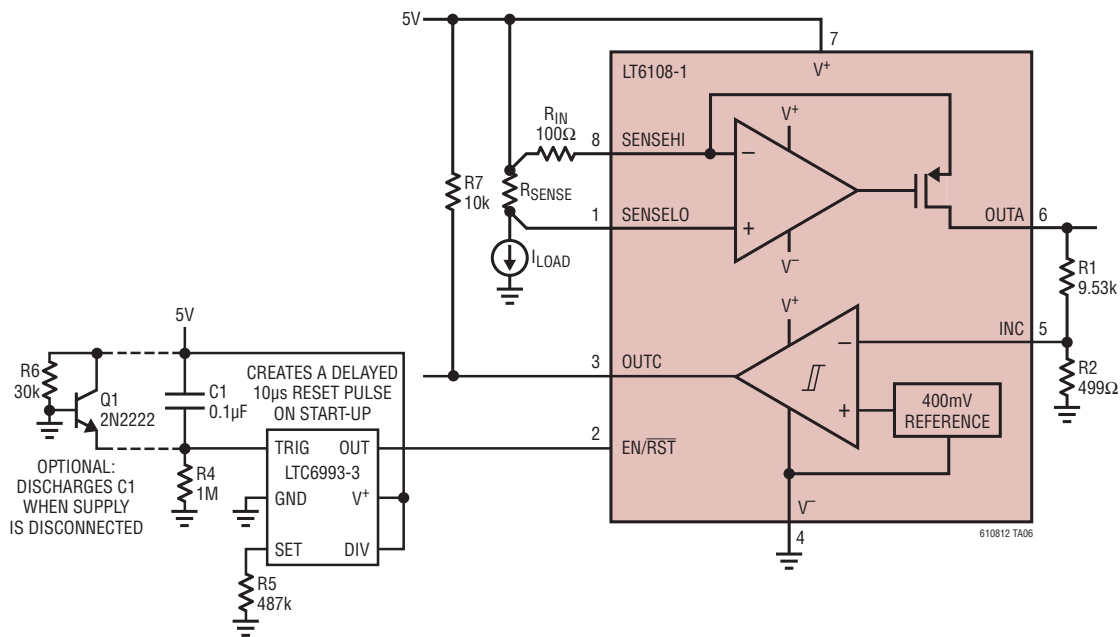 5V
7
LT6108-1
V+
RIN
100Ω
8
SENSEHI
V+
−
R7
10k
RSENSE
1
SENSELO
+
V−
OUTA
6
ILOAD
R1
9.53k
V+
INC
5
−
5V
R6
30k
Q1
2N2222
C1
0.1µF
CREATES A DELAYED
10µs RESET PULSE
ON START-UP
3
OUTC
+
400mV
REFERENCE
R2
499Ω
2
EN/RST
OPTIONAL:
DISCHARGES C1
WHEN SUPPLY
IS DISCONNECTED
R4
1M
TRIG
OUT
LTC6993-3
GND
V+
SET
DIV
R5
487k
V−
4
610812 TA06